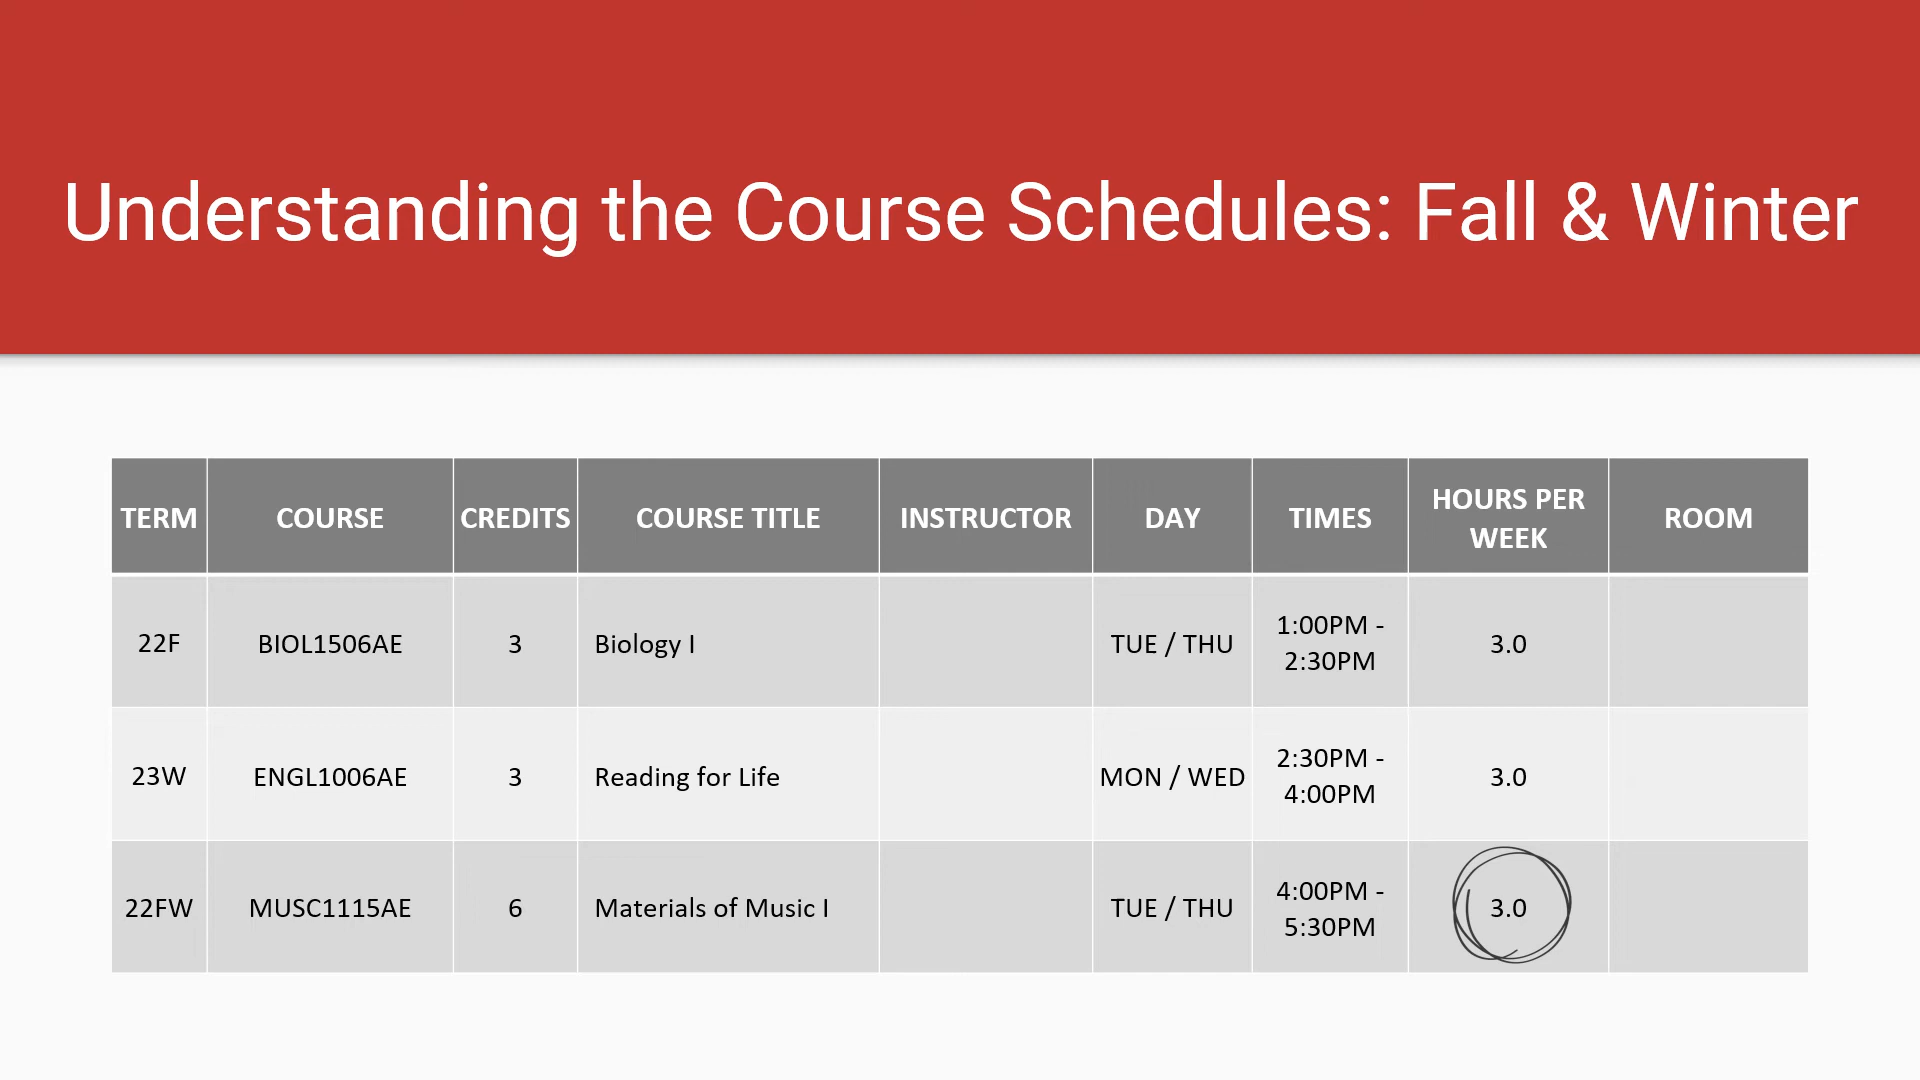 Understanding the Course Schedules: Fall & Winter
TERM COURSE CREDITS COURSE TITLE INSTRUCTOR DAY TIMES HOURS PER WEEK ROOM
22F BIOL1506AE 3 Biology I TUE / THU 1:00PM - 2:30PM 3.0
23W ENGL1006AE 3 Reading for Life MON / WED 2:30PM - 4:00PM 3.0
22FW MUSC1115AE 6 Materials of Music I TUE / THU 4:00PM - 5:30PM 3.0